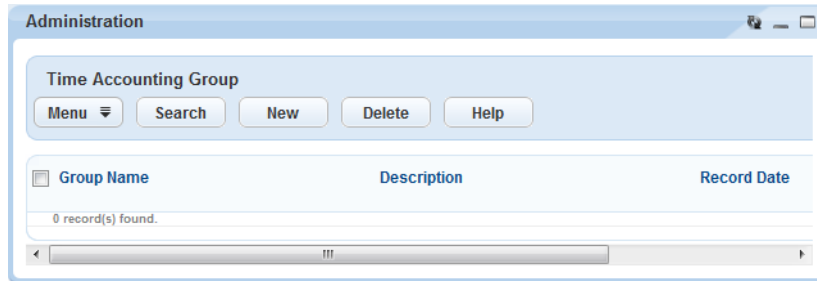 Administration
Time Accounting Group
Menu Search New Delete Help
Group Name Description Record Date
0 record(s) found.